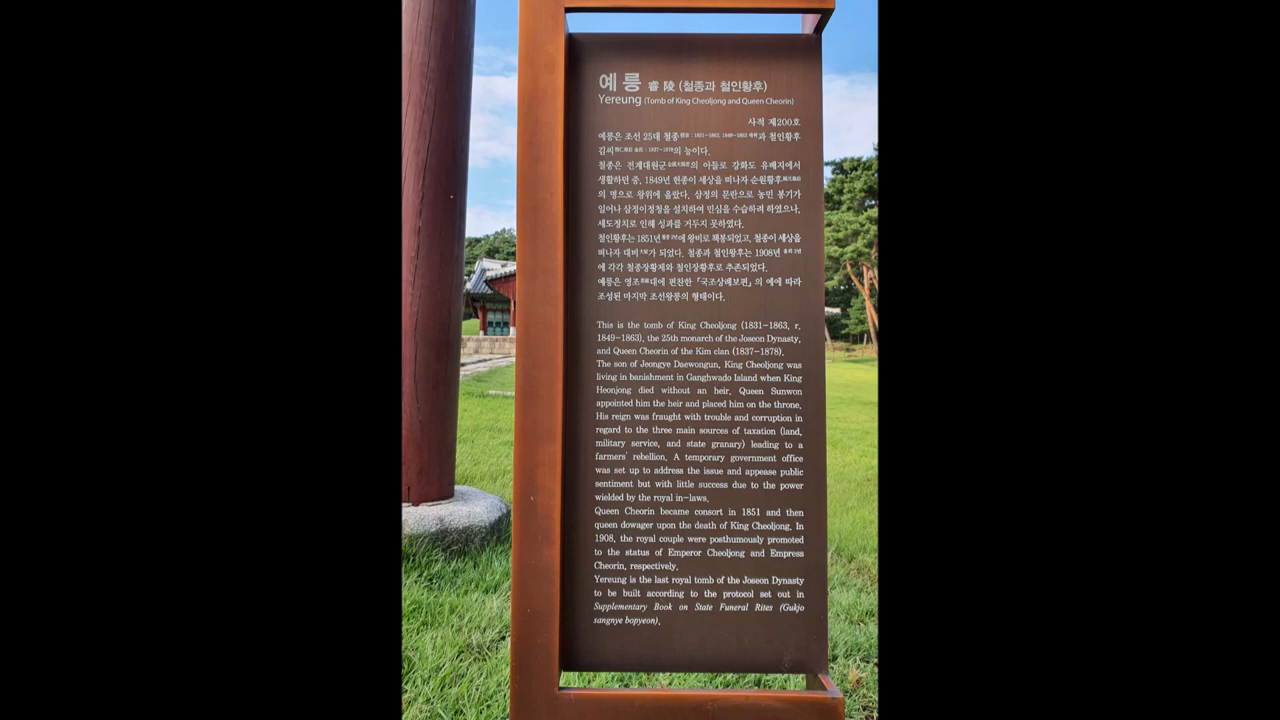 예릉 睿陵 (철종과 철인황후)
Yereung (Tomb of King Cheoljong and Queen Cheorin)
사적 제200호
예릉은 조선 25대 철종哲宗 : 1831-1863, 1849-1863 재위과 철인황후
김씨哲仁皇后 金氏 : 1837-1878의 능이다.
철종은 전계대원군全溪大院君의 아들로 강화도 유배지에서
생활하던 중, 1849년 헌종이 세상을 떠나자 순원황후純元皇后
의 명으로 왕위에 올랐다. 삼정의 문란으로 농민 봉기가
일어나 삼정이정청을 설치하여 민심을 수습하려 하였으나,
세도정치로 인해 성과를 거두지 못하였다.
철인황후는 1851년철종 2년에 왕비로 책봉되었고, 철종이 세상을
떠나자 대비大妃가 되었다. 철종과 철인왕후는 1908년 융희 2년
에 각각 철종장황제와 철인장황후로 추존되었다.
예릉은 영조英祖대에 편찬한 『국조상례보편』의 예에 따라
조성된 마지막 조선왕릉의 형태이다.
This is the tomb of King Cheoljong (1831-1863, r.
1849-1863), the 25th monarch of the Joseon Dynasty,
and Queen Cheorin of the Kim clan (1837-1878).
The son of Jeongye Daewongun, King Cheoljong was
living in banishment in Ganghwado Island when King
Heonjong died without an heir. Queen Sunwon
appointed him the heir and placed him on the throne.
His reign was fraught with trouble and corruption in
regard to the three main sources of taxation (land,
military service, and state granary) leading to a
farmers' rebellion. A temporary government office
was set up to address the issue and appease public
sentiment but with little success due to the power
wielded by the royal in-laws.
Queen Cheorin became consort in 1851 and then
queen dowager upon the death of King Cheoljong. In
1908, the royal couple were posthumously promoted
to the status of Emperor Cheoljong and Empress
Cheorin, respectively.
Yereung is the last royal tomb of the Joseon Dynasty
to be built according to the protocol set out in
Supplementary Book on State Funeral Rites (Gukjo
sangnye bopyeon).